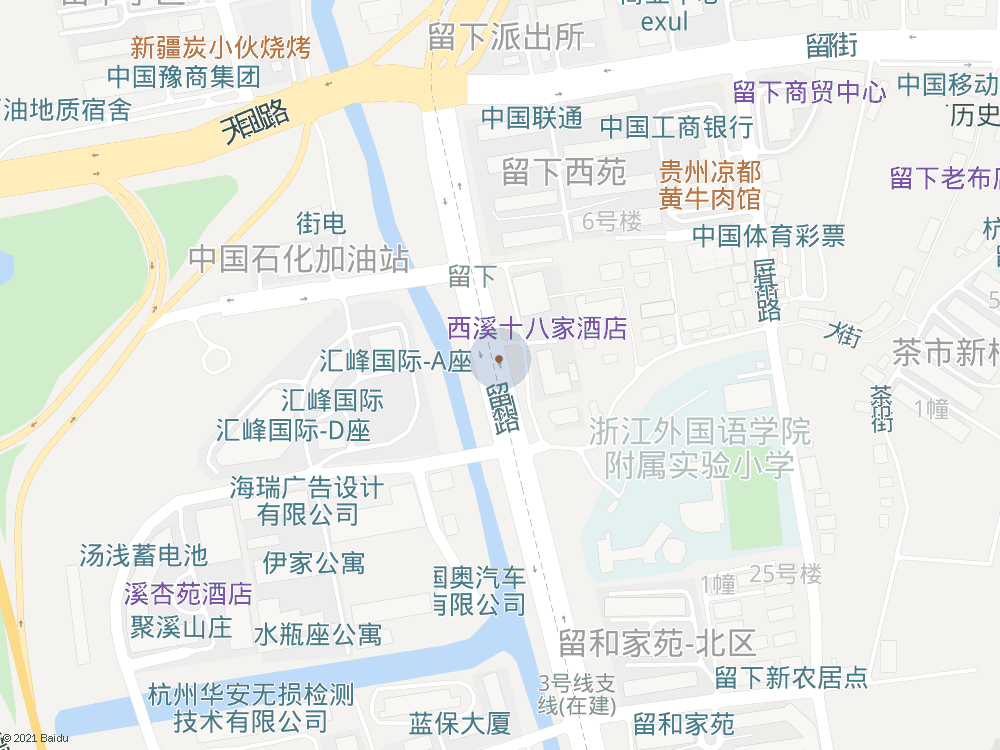 留下派出所
exul
新疆炭小伙烧烤
中国豫商集团
留街
中国移动
留下商贸中心
油地质宿舍
天目山路
中国联通
中国工商银行
历史
留下西苑
贵州凉都
黄牛肉馆
留下老布店
6号楼
街电
中国体育彩票
杭
中国石化加油站
留下
屏基路
西溪十八家酒店
大街
汇峰国际-A座
茶市新村
汇峰国际
留和路
茶市街
1幢
汇峰国际-D座
浙江外国语学院
附属实验小学
海瑞广告设计
有限公司
汤浅蓄电池
伊家公寓
国奥汽车
有限公司
1幢
25号楼
溪杏苑酒店
聚溪山庄
水瓶座公寓
留和家苑-北区
留下新农居点
3号线支
线(在建)
杭州华安无损检测
技术有限公司
蓝保大厦
留和家苑
© 2021 Baidu